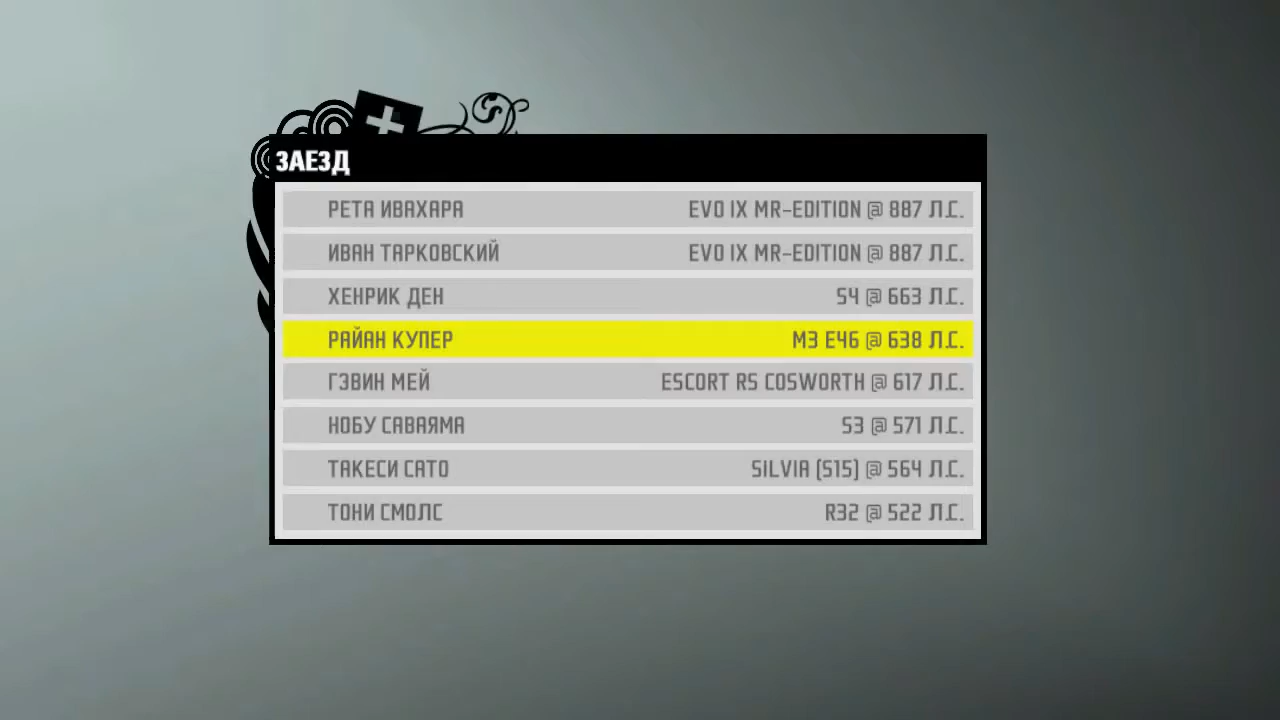 ЗАЕЗД
РЕТА ИВАХАРА EVO IX MR-EDITION @ 887 Л.С.
ИВАН ТАРКОВСКИЙ EVO IX MR-EDITION @ 887 Л.С.
ХЕНРИК ДЕН S4 @ 663 Л.С.
РАЙАН КУПЕР M3 E46 @ 638 Л.С.
ГЭВИН МЕЙ ESCORT RS COSWORTH @ 617 Л.С.
НОБУ САВАЯМА S3 @ 571 Л.С.
ТАКЕСИ САТО SILVIA (S15) @ 564 Л.С.
ТОНИ СМОЛС R32 @ 522 Л.С.